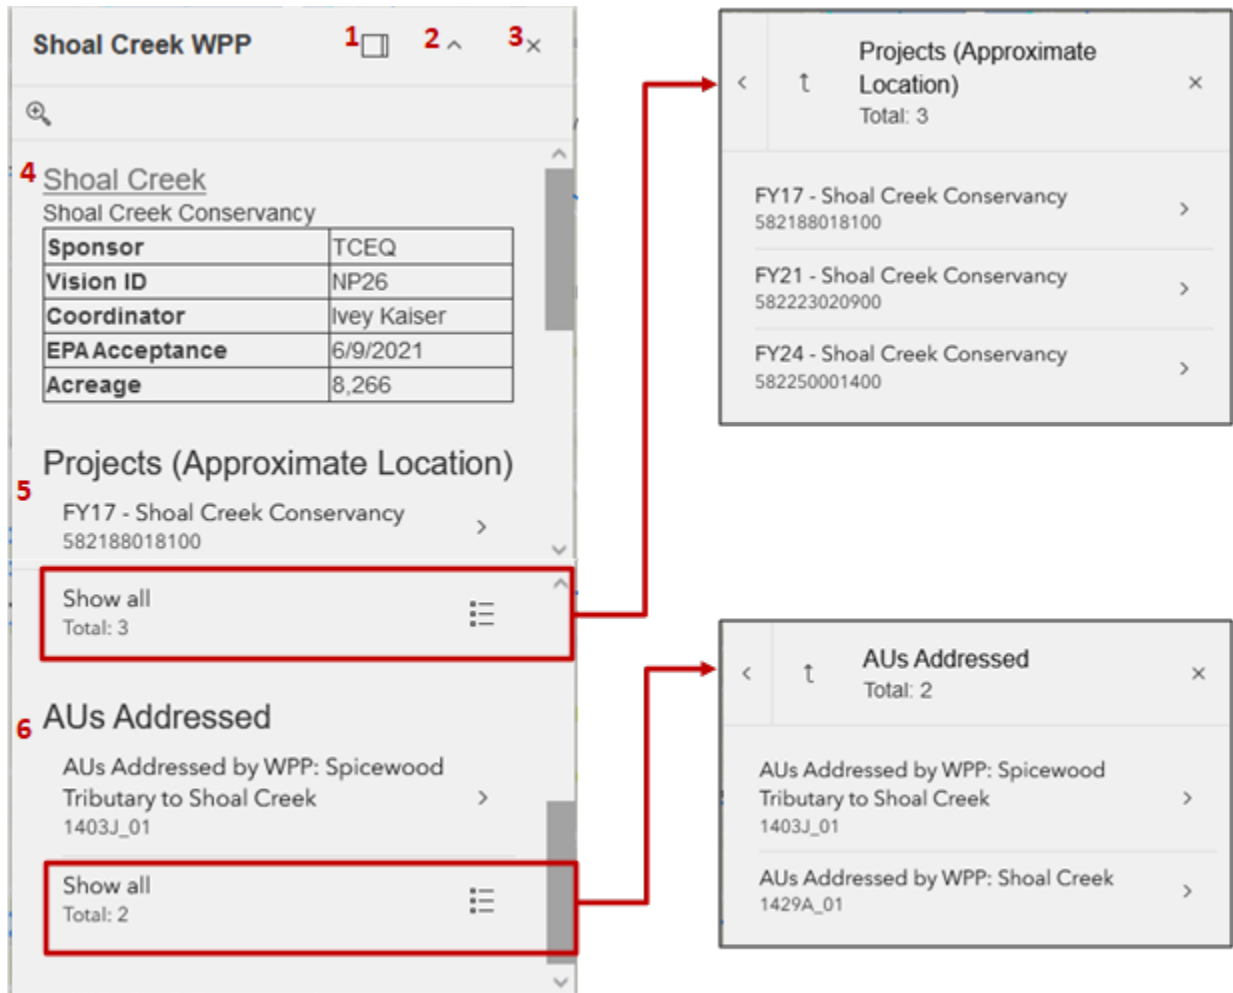 Shoal Creek WPP 1 2 3
4 Shoal Creek
Shoal Creek Conservancy
Sponsor TCEQ
Vision ID NP26
Coordinator Ivey Kaiser
EPA Acceptance 6/9/2021
Acreage 8,266
Projects (Approximate Location)
5
FY17 - Shoal Creek Conservancy
582188018100
Show all
Total: 3
6 AUs Addressed
AUs Addressed by WPP: Spicewood
Tributary to Shoal Creek
1403J_01
Show all
Total: 2
Projects (Approximate
Location)
Total: 3
FY17 - Shoal Creek Conservancy
582188018100
FY21 - Shoal Creek Conservancy
582223020900
FY24 - Shoal Creek Conservancy
582250001400
AUs Addressed
Total: 2
AUs Addressed by WPP: Spicewood
Tributary to Shoal Creek
1403J_01
AUs Addressed by WPP: Shoal Creek
1429A_01